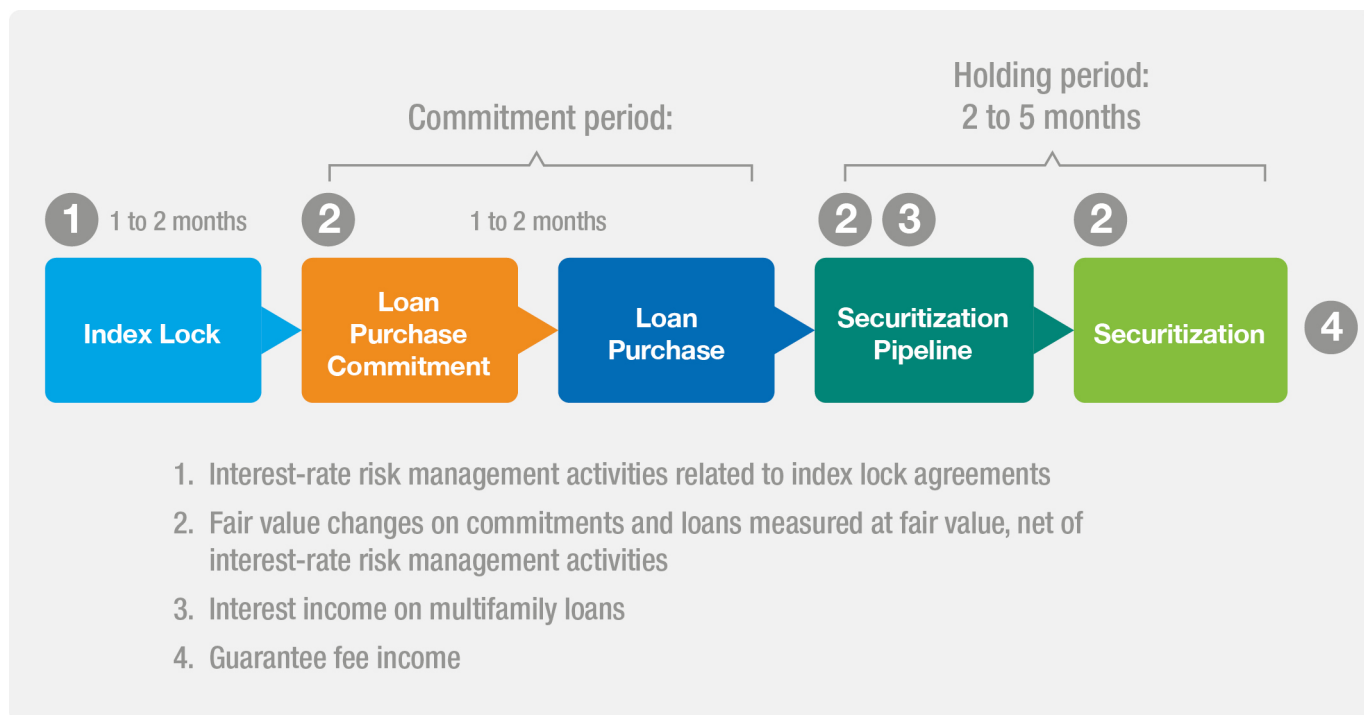 Holding period:
2 to 5 months
Commitment period:
1 1 to 2 months 2 1 to 2 months 2 3 2
Index Lock
Loan
Purchase
Commitment
Loan
Purchase
Securitization
Pipeline
Securitization
4
1. Interest-rate risk management activities related to index lock agreements
2. Fair value changes on commitments and loans measured at fair value, net of
interest-rate risk management activities
3. Interest income on multifamily loans
4. Guarantee fee income